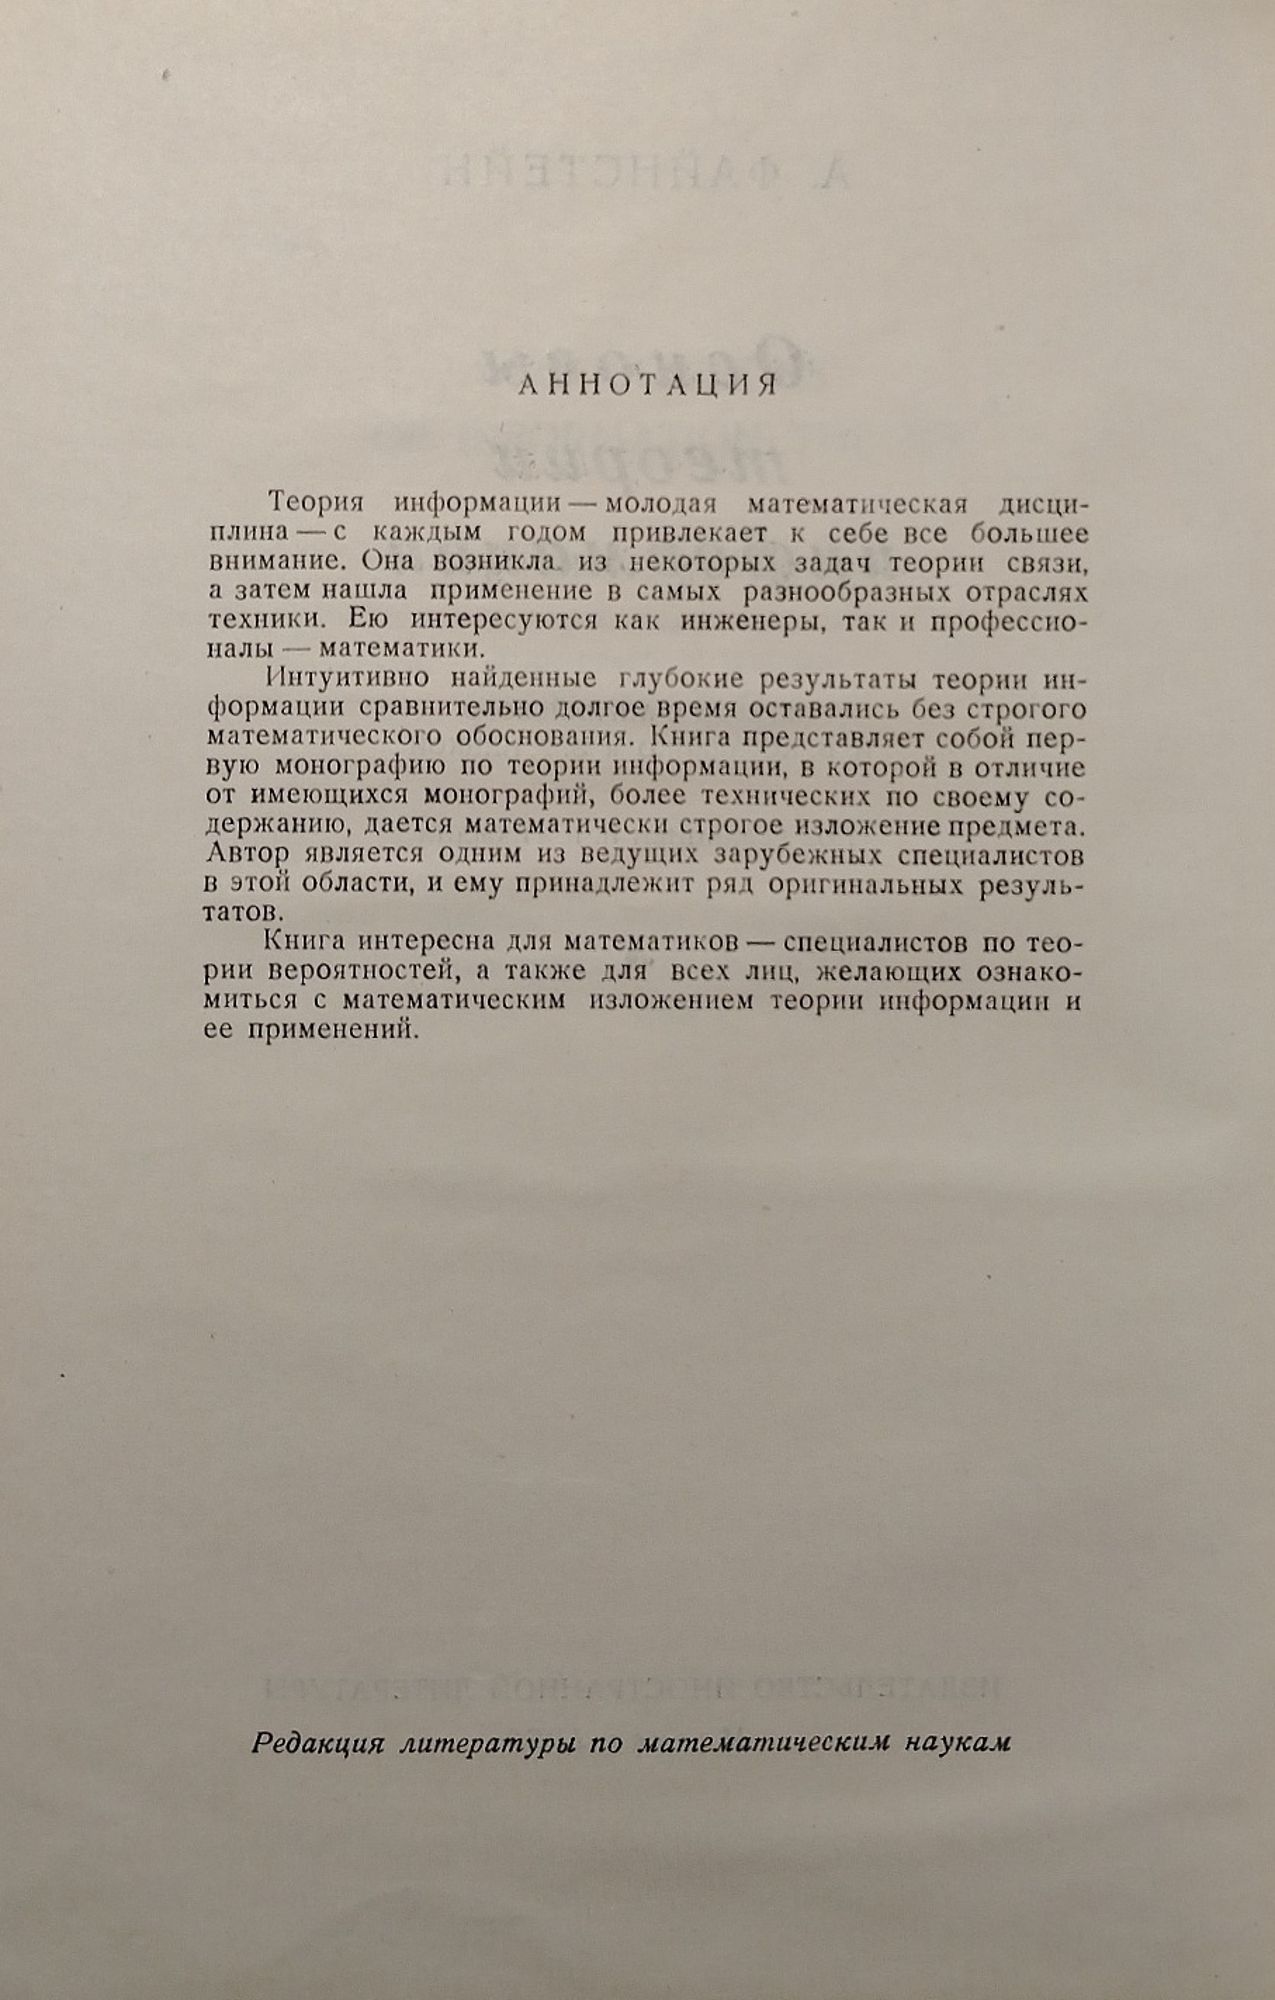 А. ФАЙНСТЕЙН
Основы
теории
АННОТАЦИЯ
Теория информации — молодая математическая дисци-
плина — с каждым годом привлекает к себе все большее
внимание. Она возникла из некоторых задач теории связи,
а затем нашла применение в самых разнообразных отраслях
техники. Ею интересуются как инженеры, так и профессио-
налы — математики.
Интуитивно найденные глубокие результаты теории ин-
формации сравнительно долгое время оставались без строгого
математического обоснования. Книга представляет собой пер-
вую монографию по теории информации, в которой в отличие
от имеющихся монографий, более технических по своему со-
держанию, дается математически строгое изложение предмета.
Автор является одним из ведущих зарубежных специалистов
в этой области, и ему принадлежит ряд оригинальных резуль-
татов.
Книга интересна для математиков — специалистов по тео-
рии вероятностей, а также для всех лиц, желающих ознако-
миться с математическим изложением теории информации и
ее применений.
ИЗДАТЕЛЬСТВО ИНОСТРАННОЙ ЛИТЕРАТУРЫ
Редакция литературы по математическим наукам